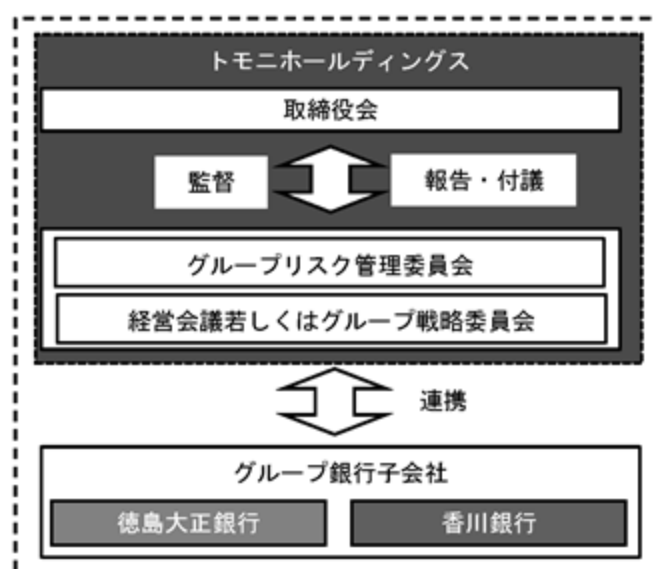 トモニホールディングス
取締役会
監督
報告・付議
グループリスク管理委員会
経営会議若しくはグループ戦略委員会
連携
グループ銀行子会社
徳島大正銀行
香川銀行